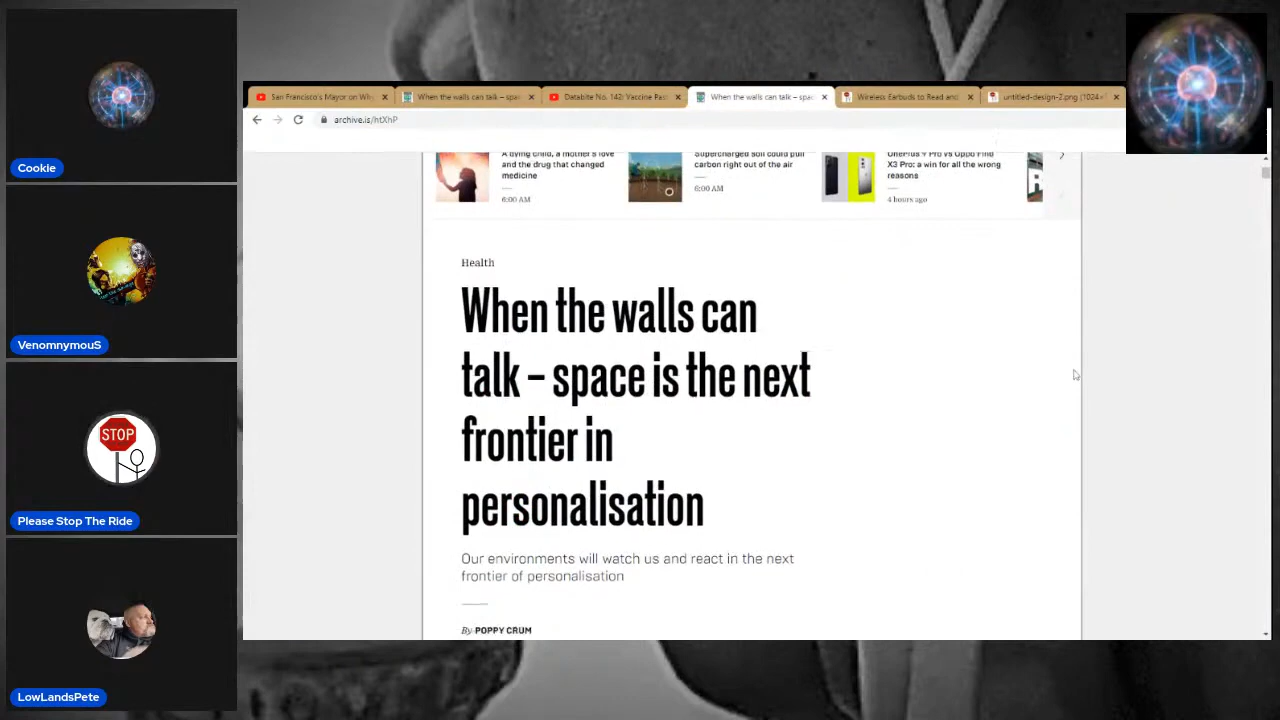 Cookie
VenomnymouS
STOP
Please Stop The Ride
LowLandsPete
San Francisco's Mayor on Why
When the walls can talk – spac
Databite No. 142: Vaccine Pas
When the walls can talk – spac
Wireless Earbuds to Read
untitled-design-2.png (1024×
archive.is/htXhP
A dying child, a mother's love
and the drug that changed
medicine
6:00 AM
Supercharged soil could pull
carbon right out of the air
6:00 AM
OnePlus 9 Pro vs Oppo Find
X3 Pro: a win for all the wrong
reasons
4 hours ago
Health
When the walls can
talk – space is the next
frontier in
personalisation
Our environments will watch us and react in the next
frontier of personalisation
By POPPY CRUM